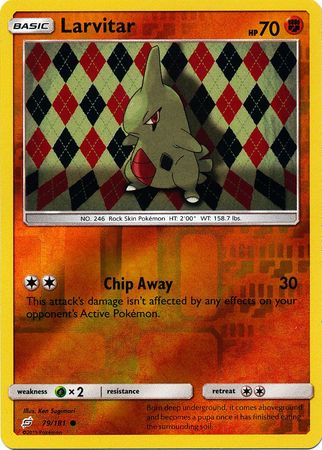 BASIC Larvitar HP 70
NO. 246 Rock Skin Pokémon HT: 2'00" WT: 158.7 lbs.
Chip Away 30
This attack's damage isn't affected by any effects on your
opponent's Active Pokémon.
weakness ×2 resistance retreat
Illus. Ken Sugimori
79/181
©2019 Pokémon
Born deep underground, it comes aboveground
and becomes a pupa once it has finished eating
the surrounding soil.